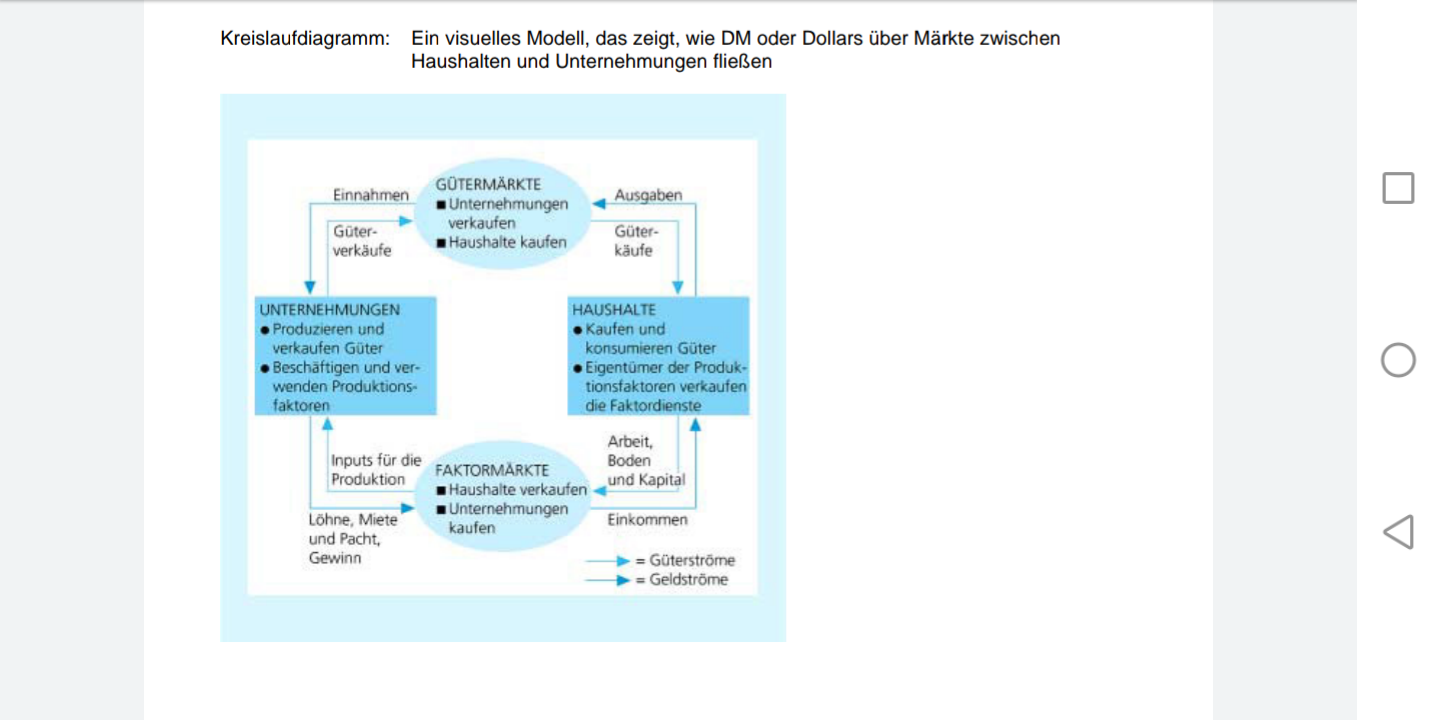 Kreislaufdiagramm: Ein visuelles Modell, das zeigt, wie DM oder Dollars über Märkte zwischen
Haushalten und Unternehmungen fließen
GÜTERMÄRKTE
■ Unternehmungen
verkaufen
■ Haushalte kaufen
Einnahmen
Güter-
verkäufe
Ausgaben
Güter-
käufe
UNTERNEHMUNGEN
● Produzieren und
verkaufen Güter
● Beschäftigen und ver-
wenden Produktions-
faktoren
HAUSHALTE
● Kaufen und
konsumieren Güter
● Eigentümer der Produk-
tionsfaktoren verkaufen
die Faktordienste
Inputs für die
Produktion
Löhne, Miete
und Pacht,
Gewinn
FAKTORMÄRKTE
■ Haushalte verkaufen
■ Unternehmungen
kaufen
Arbeit,
Boden
und Kapital
Einkommen
= Güterströme
= Geldströme